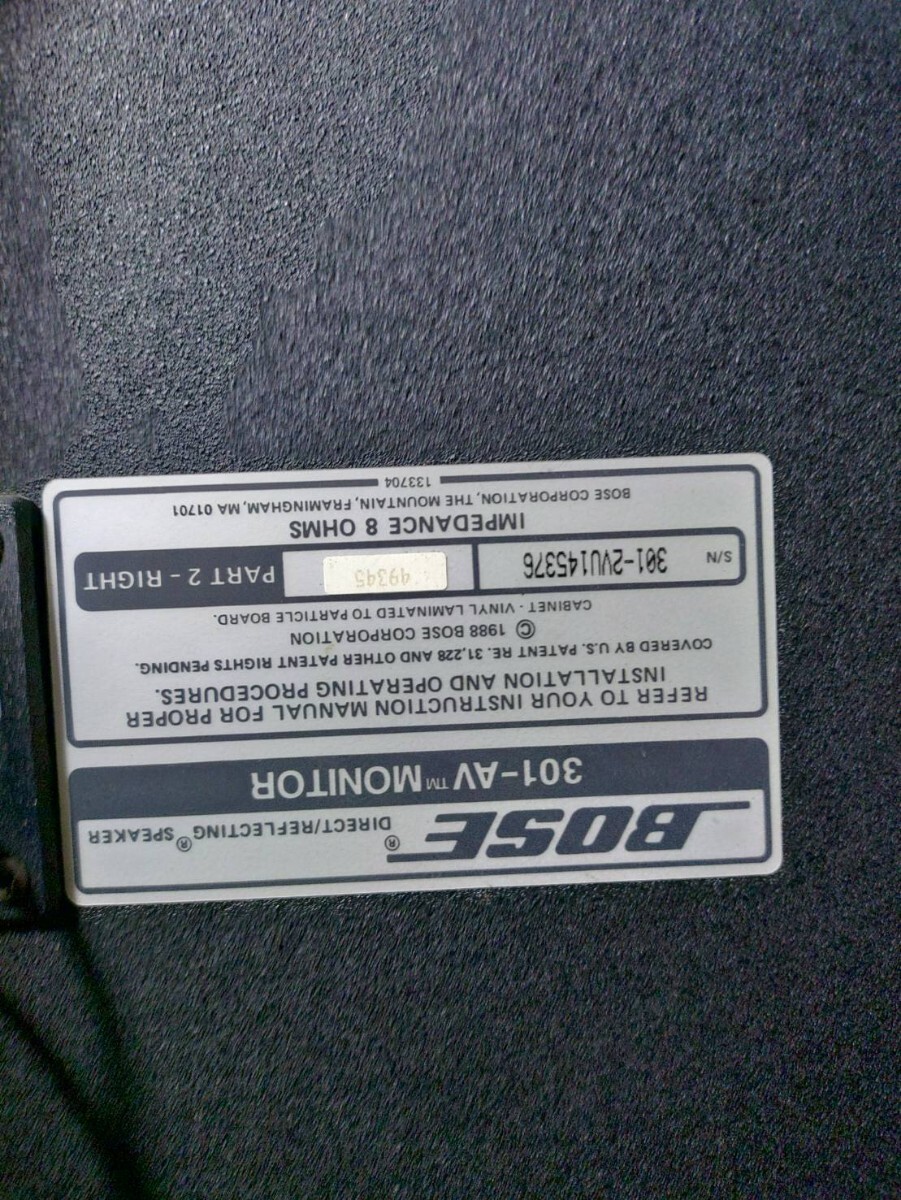 BOSE® DIRECT/REFLECTING® SPEAKER
301-AV™ MONITOR
REFER TO YOUR INSTRUCTION MANUAL FOR PROPER
INSTALLATION AND OPERATING PROCEDURES.
COVERED BY U.S. PATENT RE. 31,228 AND OTHER PATENT RIGHTS PENDING.
© 1988 BOSE CORPORATION
CABINET - VINYL LAMINATED TO PARTICLE BOARD.
S/N 301-2VU145376 49345 PART 2 - RIGHT
IMPEDANCE 8 OHMS
BOSE CORPORATION, THE MOUNTAIN, FRAMINGHAM, MA 01701
133704